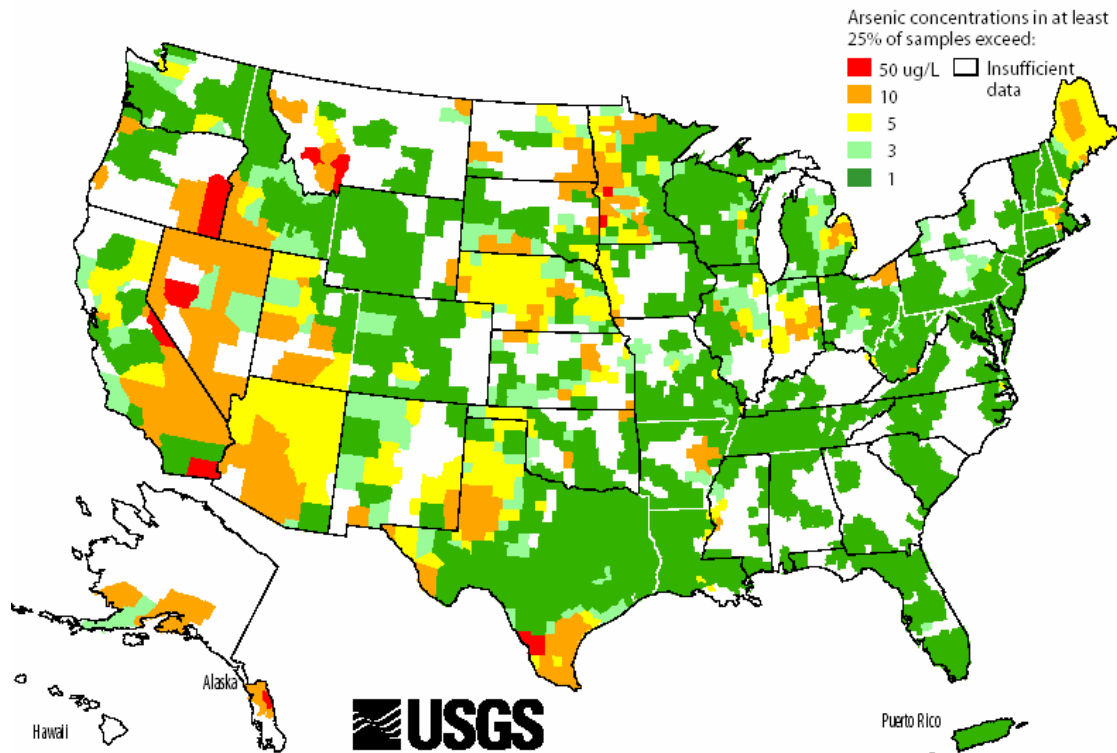 Arsenic concentrations in at least
25% of samples exceed:
50 ug/L Insufficient
data
10
5
3
1
Alaska
Hawaii
USGS
Puerto Rico